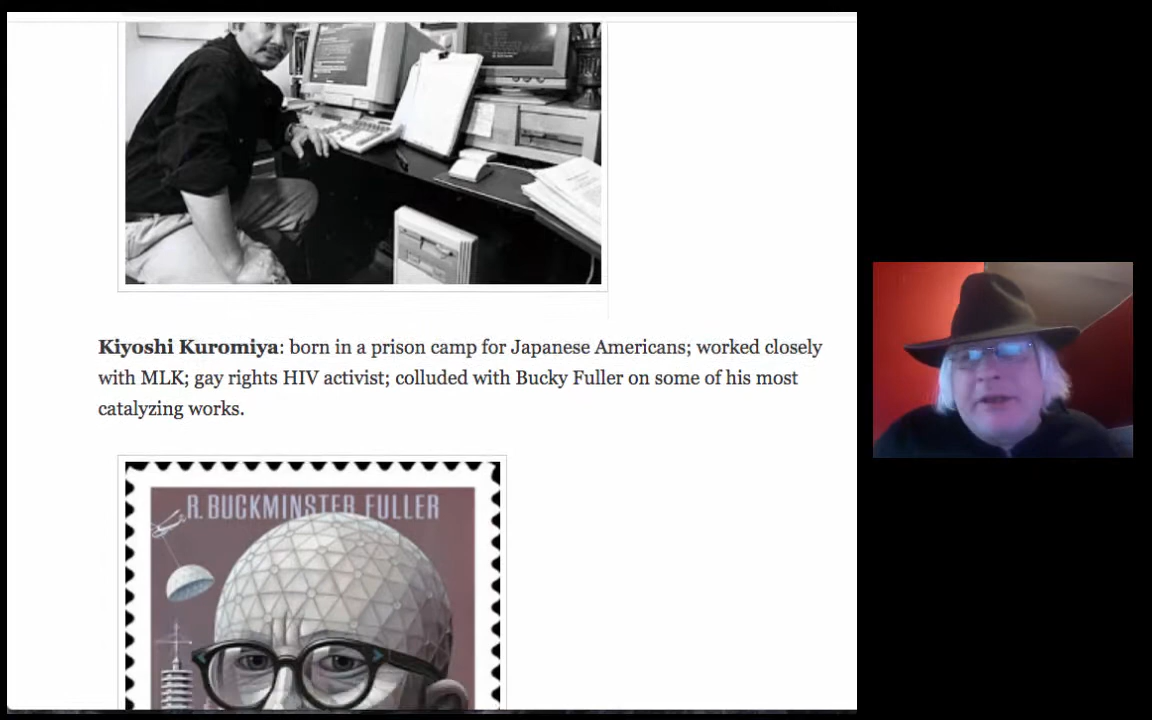 Kiyoshi Kuromiya: born in a prison camp for Japanese Americans; worked closely
with MLK; gay rights HIV activist; colluded with Bucky Fuller on some of his most
catalyzing works.
R. BUCKMINSTER FULLER